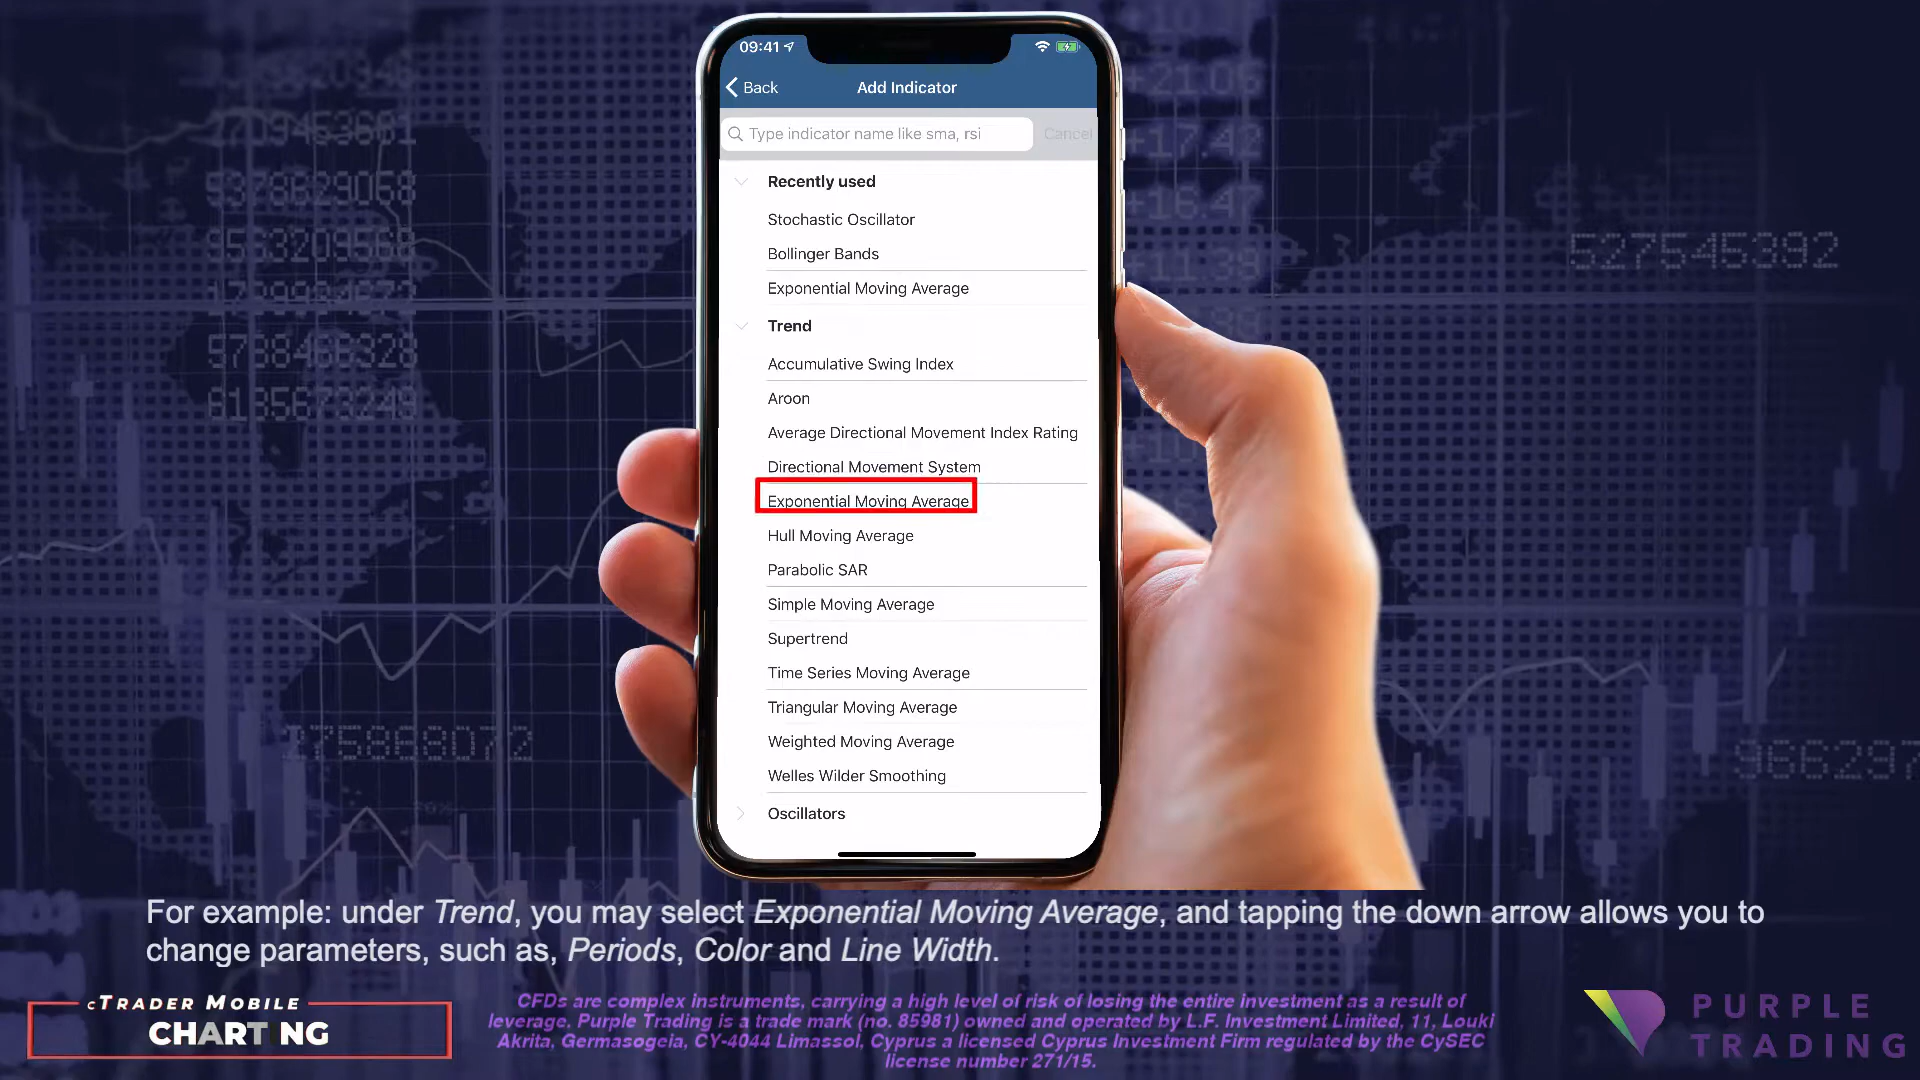 09:41
Back
Add Indicator
Type indicator name like sma, rsi
Cancel
Recently used
Stochastic Oscillator
Bollinger Bands
Exponential Moving Average
Trend
Accumulative Swing Index
Aroon
Average Directional Movement Index Rating
Directional Movement System
Exponential Moving Average
Hull Moving Average
Parabolic SAR
Simple Moving Average
Supertrend
Time Series Moving Average
Triangular Moving Average
Weighted Moving Average
Welles Wilder Smoothing
Oscillators
+21.06
+17.42
+16.47
527545392
For example: under Trend, you may select Exponential Moving Average, and tapping the down arrow allows you to
change parameters, such as, Periods, Color and Line Width.
cTRADER MOBILE
CHARTING
CFDs are complex instruments, carrying a high level of risk of losing the entire investment as a result of
leverage. Purple Trading is a trade mark (no. 85981) owned and operated by L.F. Investment Limited, 11, Louki
Akrita, Germasogeia, CY-4044 Limassol, Cyprus a licensed Cyprus Investment Firm regulated by the CySEC
license number 271/15.
PURPLE
TRADING